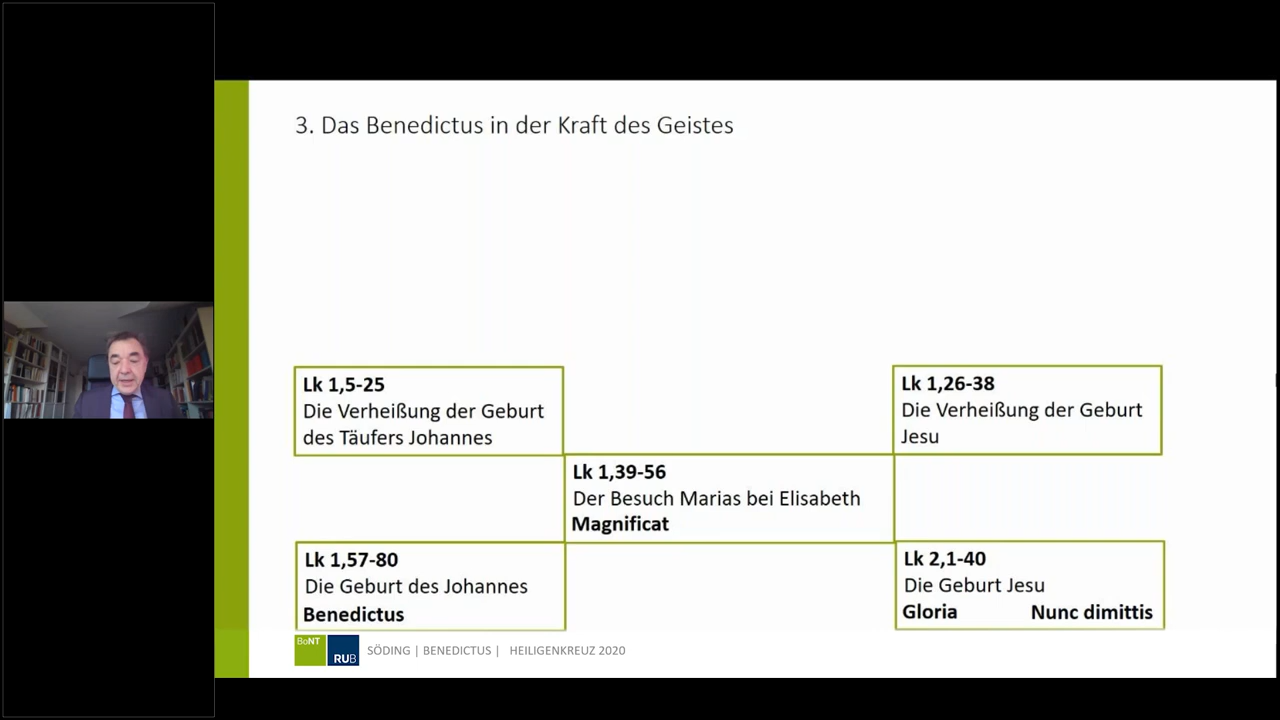 3. Das Benedictus in der Kraft des Geistes
Lk 1,5-25
Die Verheißung der Geburt
des Täufers Johannes
Lk 1,26-38
Die Verheißung der Geburt
Jesu
Lk 1,39-56
Der Besuch Marias bei Elisabeth
Magnificat
Lk 1,57-80
Die Geburt des Johannes
Benedictus
Lk 2,1-40
Die Geburt Jesu
Gloria Nunc dimittis
BoNT
RUB
SÖDING | BENEDICTUS | HEILIGENKREUZ 2020